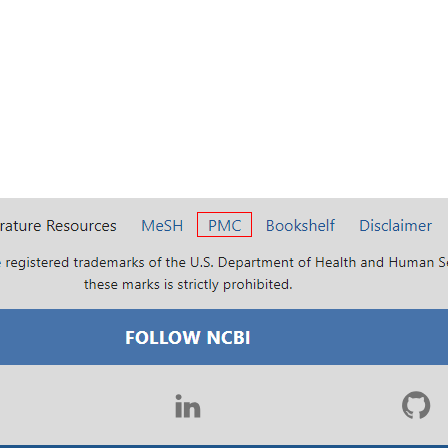 rature Resources MeSH PMC Bookshelf Disclaimer
registered trademarks of the U.S. Department of Health and Human S
these marks is strictly prohibited.
FOLLOW NCBI
in